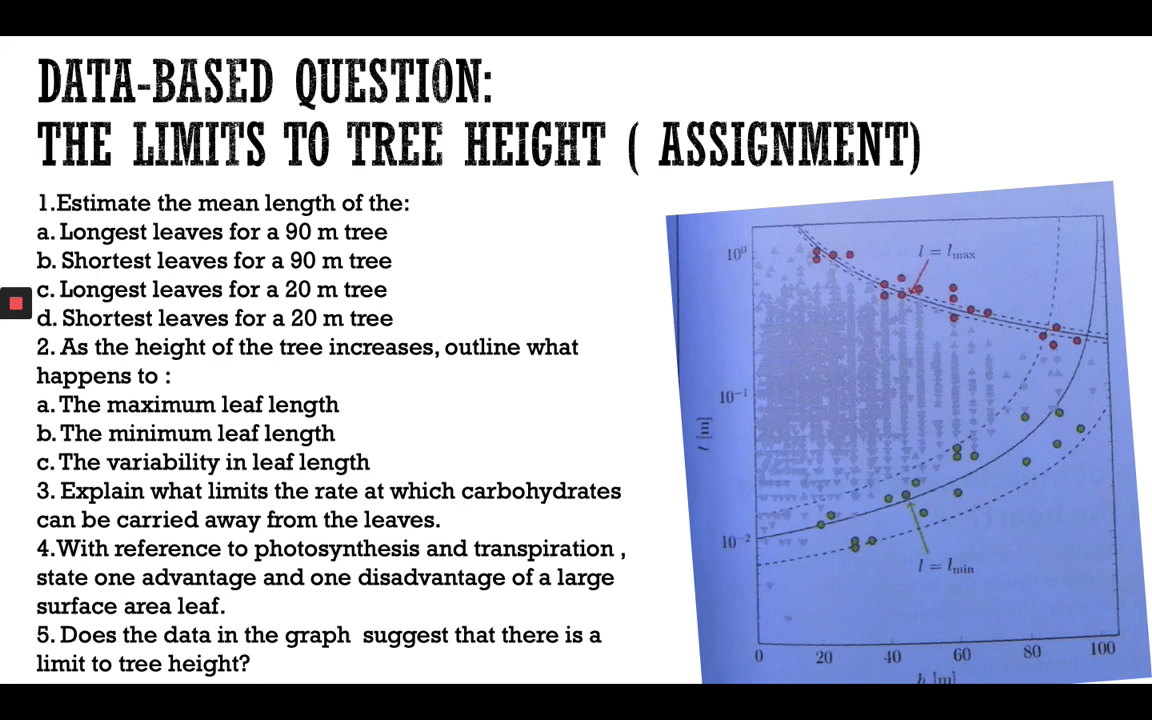 DATA-BASED QUESTION:
THE LIMITS TO TREE HEIGHT ( ASSIGNMENT)
1.Estimate the mean length of the:
a. Longest leaves for a 90 m tree
b. Shortest leaves for a 90 m tree
c. Longest leaves for a 20 m tree
d. Shortest leaves for a 20 m tree
2. As the height of the tree increases, outline what
happens to :
a. The maximum leaf length
b. The minimum leaf length
c. The variability in leaf length
3. Explain what limits the rate at which carbohydrates
can be carried away from the leaves.
4.With reference to photosynthesis and transpiration ,
state one advantage and one disadvantage of a large
surface area leaf.
5. Does the data in the graph suggest that there is a
limit to tree height?
10⁰
l = lmax
10⁻¹
l [m]
10⁻²
l = lmin
0 20 40 60 80 100
h [m]